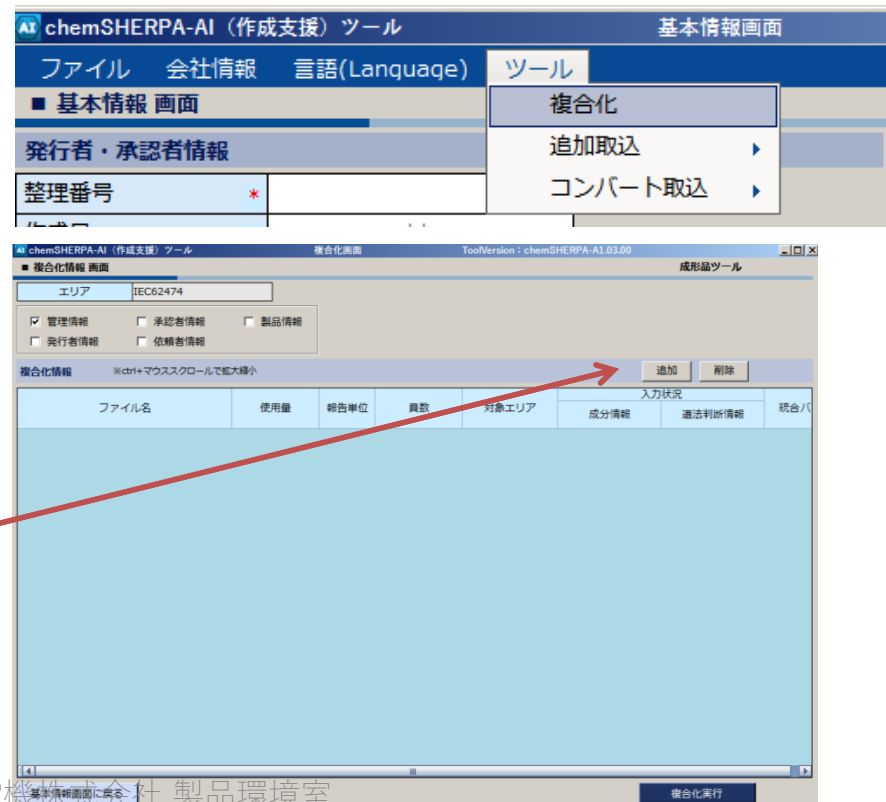 AI chemSHERPA-AI（作成支援）ツール 基本情報画面
ファイル 会社情報 言語(Language) ツール
■ 基本情報 画面
複合化
発行者・承認者情報
追加取込
整理番号 *
コンバート取込
AI chemSHERPA-AI（作成支援）ツール 複合化画面 ToolVersion：chemSHERPA-A1.03.00
■ 複合化情報 画面 成形品ツール
エリア IEC62474
管理情報 承認者情報 製品情報
発行者情報 依頼者情報
複合化情報 ※ctrl+マウススクロールで拡大縮小 追加 削除
入力状況
ファイル名 使用量 報告単位 員数 対象エリア 成分情報 遵法判断情報 統合バ
基本情報画面に戻る 複合化実行
機株式会社 製品環境室